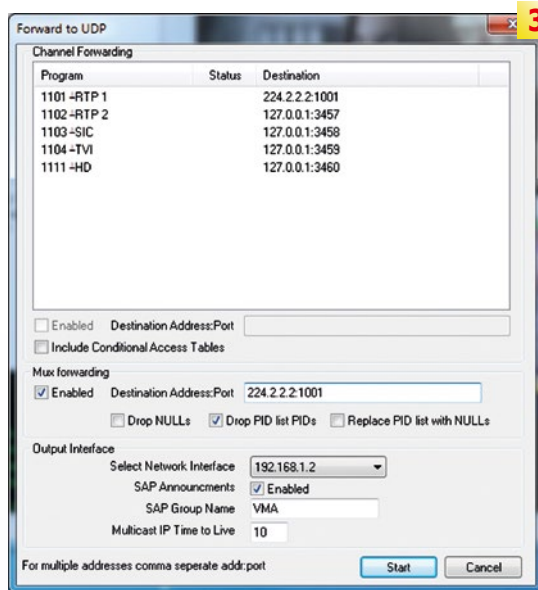 Forward to UDP
3
Channel Forwarding
Program Status Destination
1101 - RTP 1 224.2.2.2:1001
1102 - RTP 2 127.0.0.1:3457
1103 - SIC 127.0.0.1:3458
1104 - TVI 127.0.0.1:3459
1111 - HD 127.0.0.1:3460
Enabled Destination Address:Port
Include Conditional Access Tables
Mux forwarding
Enabled Destination Address:Port 224.2.2.2:1001
Drop NULLs Drop PID list PIDs Replace PID list with NULLs
Output Interface
Select Network Interface 192.168.1.2
SAP Announcments Enabled
SAP Group Name VMA
Multicast IP Time to Live 10
For multiple addresses comma seperate addr:port Start Cancel